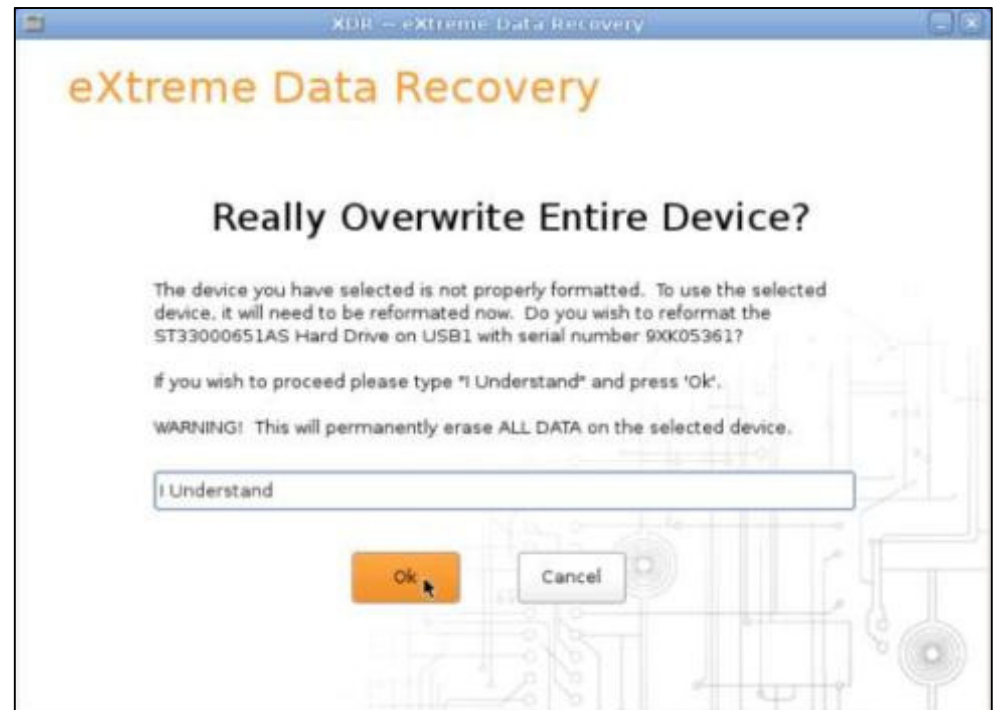 XDR — eXtreme Data Recovery
eXtreme Data Recovery
Really Overwrite Entire Device?
The device you have selected is not properly formatted. To use the selected
device, it will need to be reformated now. Do you wish to reformat the
ST33000651AS Hard Drive on USB1 with serial number 9XK05361?
If you wish to proceed please type "I Understand" and press 'Ok'.
WARNING! This will permanently erase ALL DATA on the selected device.
I Understand
Ok
Cancel